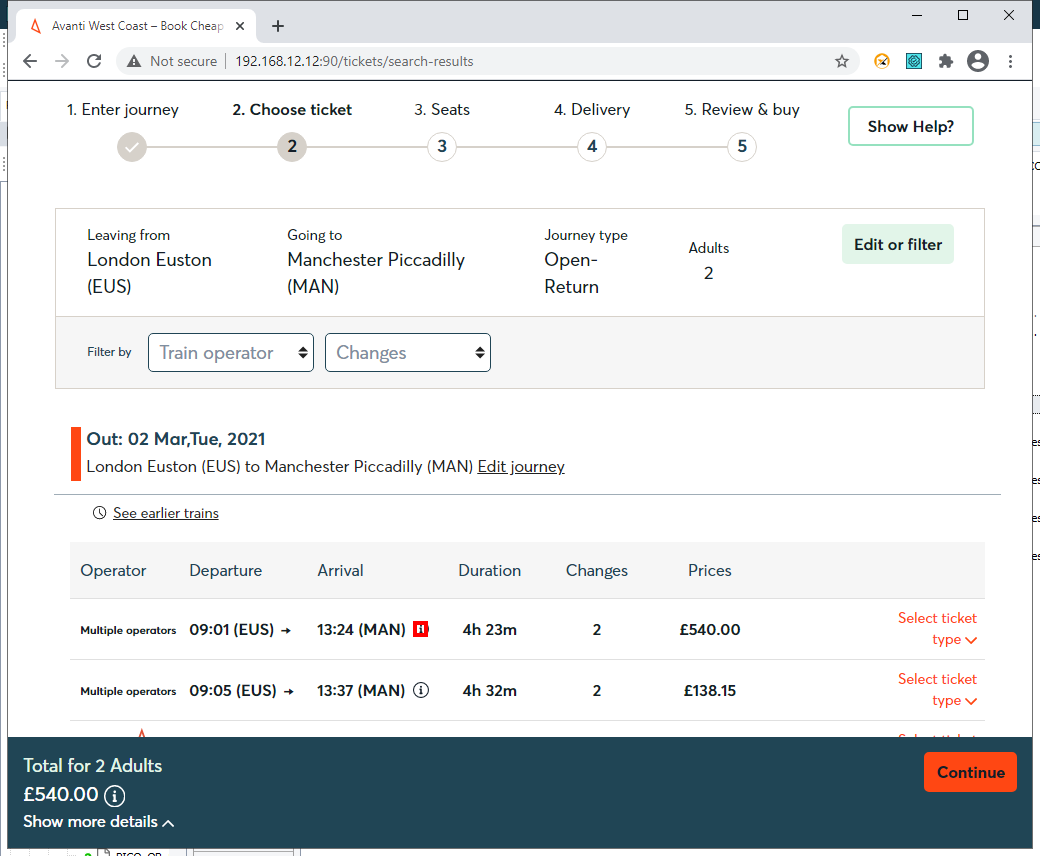 Avanti West Coast – Book Cheap
Not secure
192.168.12.12:90/tickets/search-results
1. Enter journey
2. Choose ticket
3. Seats
4. Delivery
5. Review & buy
Show Help?
2
3
4
5
Leaving from
London Euston
(EUS)
Going to
Manchester Piccadilly
(MAN)
Journey type
Open-
Return
Adults
2
Edit or filter
Filter by
Train operator
Changes
Out: 02 Mar,Tue, 2021
London Euston (EUS) to Manchester Piccadilly (MAN) Edit journey
See earlier trains
Operator Departure Arrival Duration Changes Prices
Multiple operators 09:01 (EUS) → 13:24 (MAN) 4h 23m 2 £540.00
Select ticket
type
Multiple operators 09:05 (EUS) → 13:37 (MAN) 4h 32m 2 £138.15
Select ticket
type
Total for 2 Adults
£540.00
Show more details
Continue